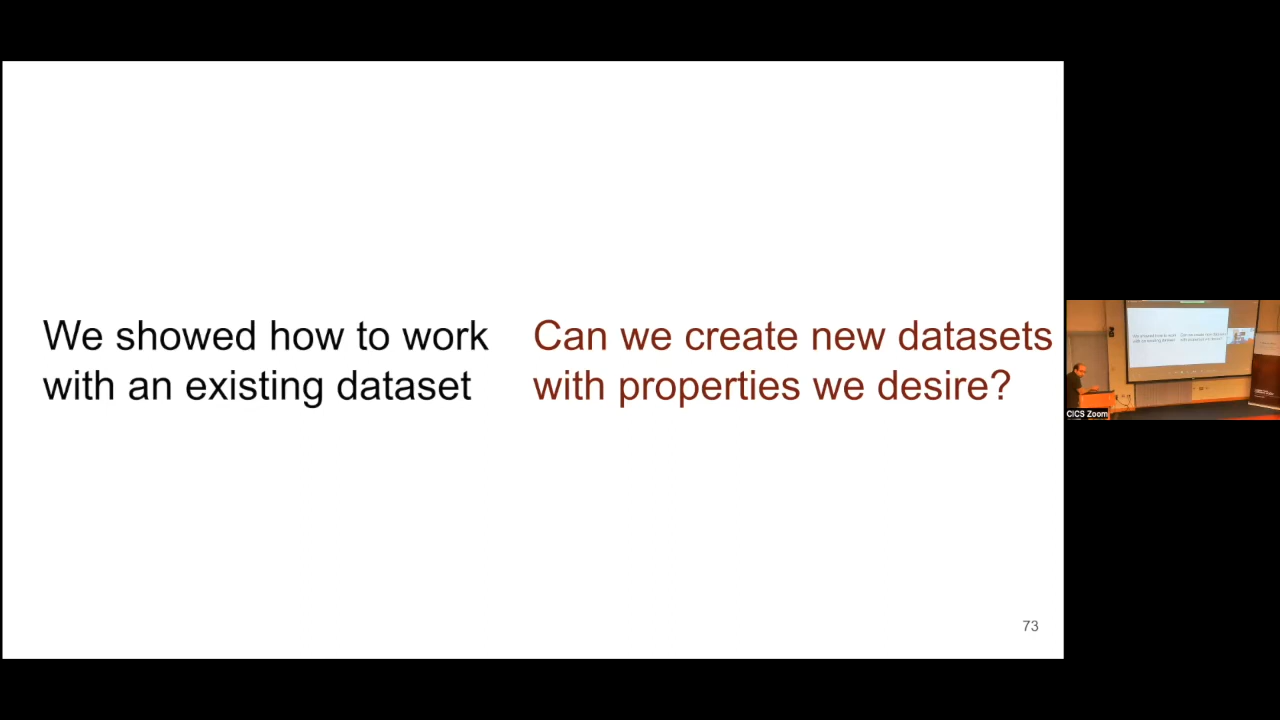 We showed how to work
with an existing dataset
Can we create new datasets
with properties we desire?
73
CICS Zoom